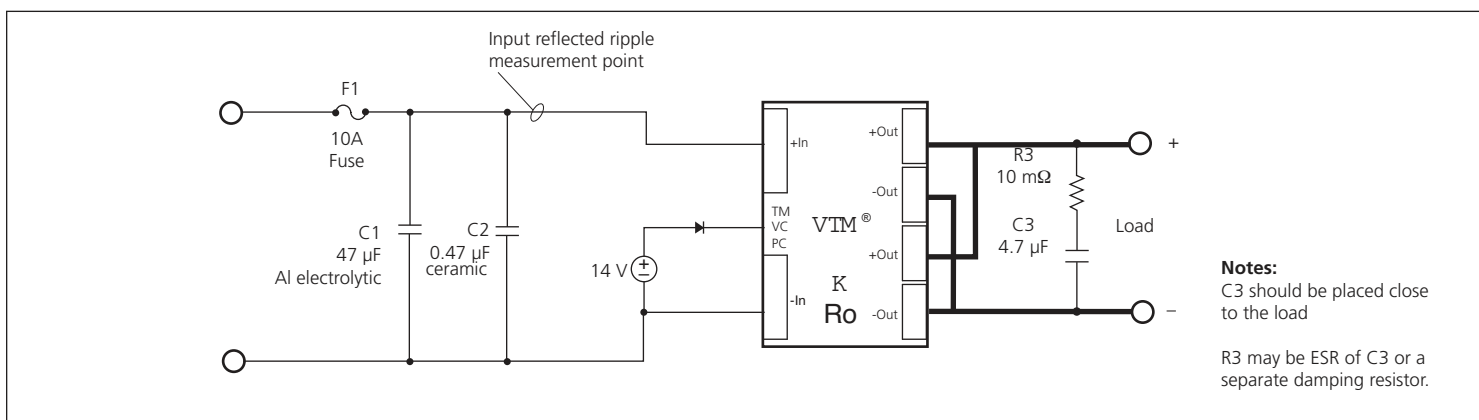 Input reflected ripple
measurement point
F1
10A
Fuse
C1
47 µF
Al electrolytic
C2
0.47 µF
ceramic
14 V
+In
TM
VC
PC
-In
VTM®
K
Ro
+Out
-Out
+Out
-Out
R3
10 mΩ
C3
4.7 µF
+
Load
–
Notes:
C3 should be placed close
to the load
R3 may be ESR of C3 or a
separate damping resistor.